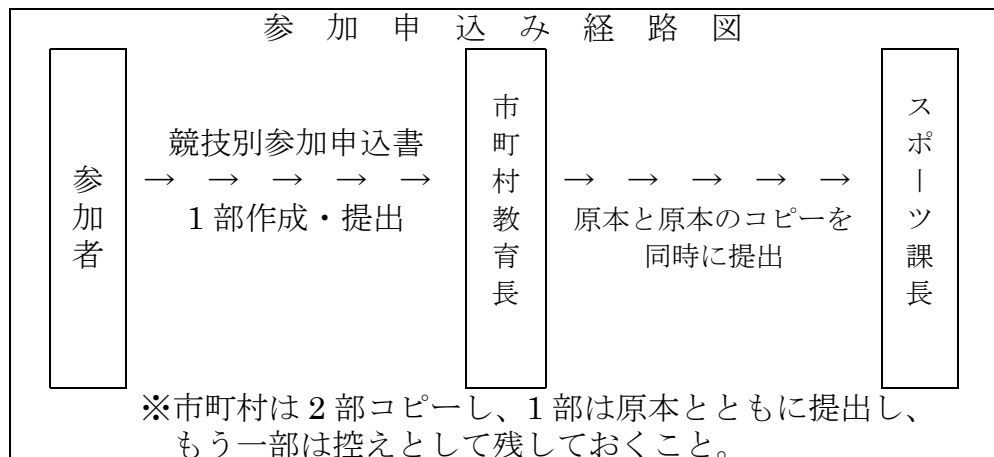 参加申込み経路図
参加者
競技別参加申込書
→ → → → →
1部作成・提出
市町村教育長
→ → → → →
原本と原本のコピーを
同時に提出
スポーツ課長
※市町村は2部コピーし、1部は原本とともに提出し、
もう一部は控えとして残しておくこと。